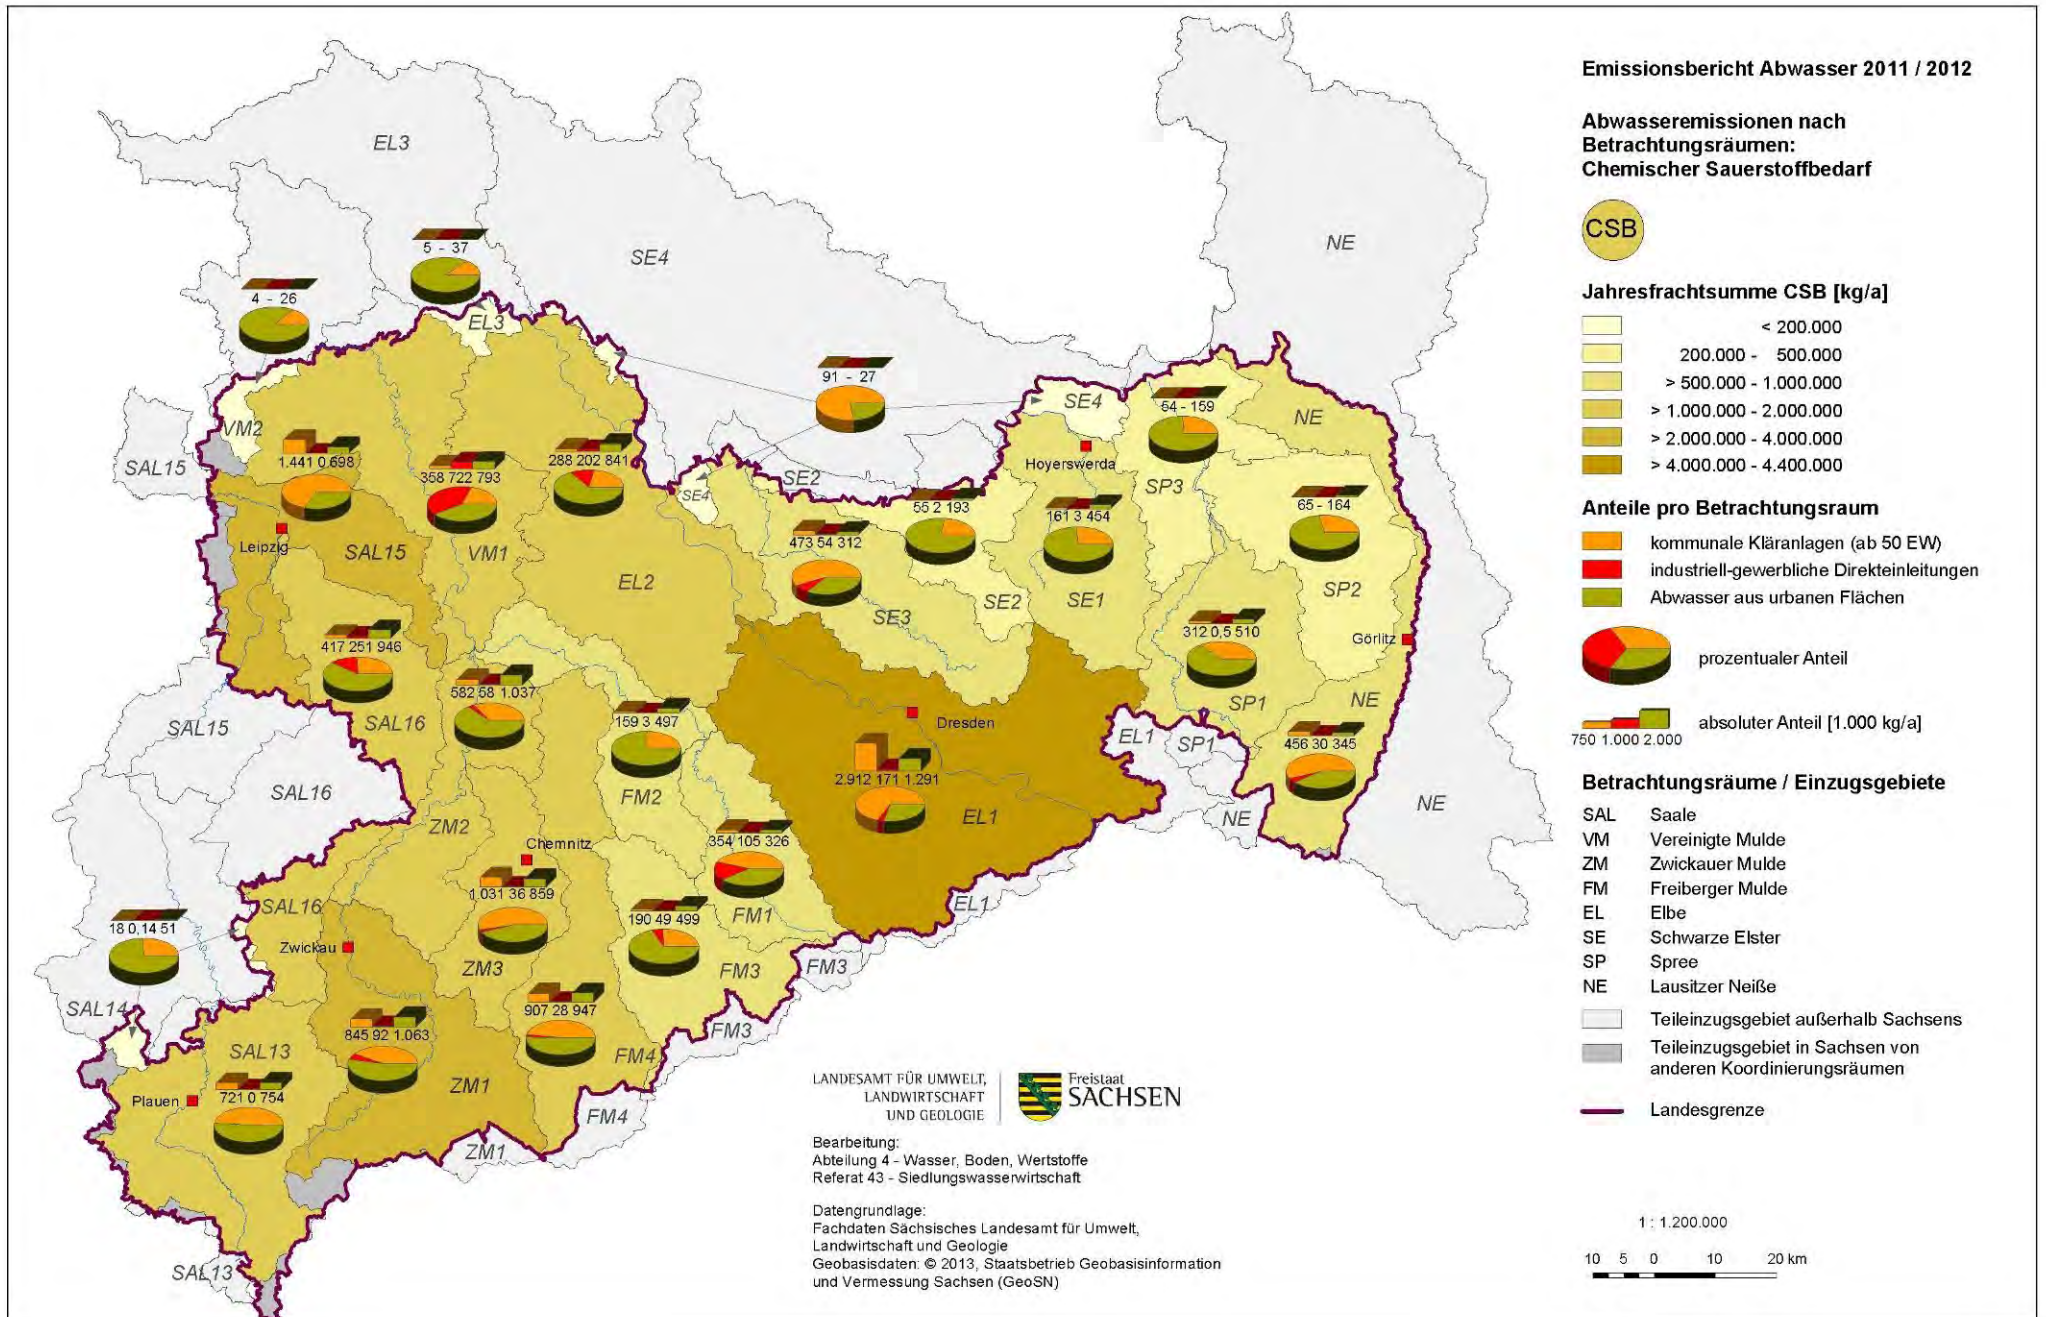 Emissionsbericht Abwasser 2011 / 2012
Abwasseremissionen nach
Betrachtungsräumen:
Chemischer Sauerstoffbedarf
CSB
Jahresfrachtsumme CSB [kg/a]
< 200.000
200.000 - 500.000
> 500.000 - 1.000.000
> 1.000.000 - 2.000.000
> 2.000.000 - 4.000.000
> 4.000.000 - 4.400.000
Anteile pro Betrachtungsraum
kommunale Kläranlagen (ab 50 EW)
industriell-gewerbliche Direkteinleitungen
Abwasser aus urbanen Flächen
prozentualer Anteil
absoluter Anteil [1.000 kg/a]
750 1.000 2.000
Betrachtungsräume / Einzugsgebiete
SAL Saale
VM Vereinigte Mulde
ZM Zwickauer Mulde
FM Freiberger Mulde
EL Elbe
SE Schwarze Elster
SP Spree
NE Lausitzer Neiße
Teileinzugsgebiet außerhalb Sachsens
Teileinzugsgebiet in Sachsen von
anderen Koordinierungsräumen
Landesgrenze
1 : 1.200.000
10 5 0 10 20 km
EL3
SE4
NE
5 - 37
4 - 26
EL3
91 - 27
SE4
54 - 159
NE
VM2
SAL15
1.441 0 698
358 722 793
288 202 841
SE2
SE4
Hoyerswerda
SP3
55 2 193
161 3 454
65 - 164
Leipzig
SAL15
VM1
EL2
473 54 312
SE3
SE2
SE1
SP2
417 251 946
312 0,5 510
Görlitz
582 58 1.037
SAL16
SAL15
159 3 497
Dresden
SP1
NE
EL1
SP1
456 30 345
SAL16
FM2
2.912 171 1.291
EL1
NE
NE
ZM2
Chemnitz
354 105 326
1.031 36 859
SAL16
FM1
EL1
190 49 499
18 0,14 51
Zwickau
ZM3
FM3
FM3
SAL14
907 28 947
FM3
845 92 1.063
SAL13
ZM1
FM4
721 0 754
Plauen
FM4
ZM1
SAL13
LANDESAMT FÜR UMWELT,
LANDWIRTSCHAFT
UND GEOLOGIE
Freistaat
SACHSEN
Bearbeitung:
Abteilung 4 - Wasser, Boden, Wertstoffe
Referat 43 - Siedlungswasserwirtschaft
Datengrundlage:
Fachdaten Sächsisches Landesamt für Umwelt,
Landwirtschaft und Geologie
Geobasisdaten: © 2013, Staatsbetrieb Geobasisinformation
und Vermessung Sachsen (GeoSN)